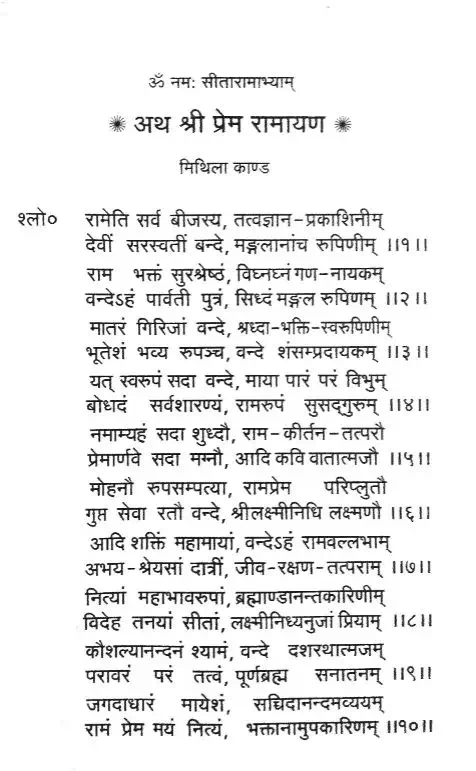 ॐ नमः सीतारामाभ्याम्
अथ श्री प्रेम रामायण
मिथिला काण्ड
श्लो० रामेति सर्व बीजस्य, तत्वज्ञान-प्रकाशिनीम्
देवीं सरस्वतीं बन्दे, मङ्गलानांच रुपिणीम् ।।१।।
राम भक्तं सुरश्रेष्ठं, विघ्नघ्नं गण-नायकम्
वन्देऽहं पार्वती पुत्रं, सिध्दं मङ्गल रुपिणम् ।।२।।
मातरं गिरिजां वन्दे, श्रध्दा-भक्ति-स्वरुपिणीम्
भूतेशं भव्य रुपञ्च, वन्दे शंसम्प्रदायकम् ।।३।।
यत् स्वरुपं सदा वन्दे, माया पारं परं विभुम्
बोधदं सर्वशारण्यं, रामरुपं सुसद्गुरुम् ।।४।।
नमाम्यहं सदा शुध्दौ, राम-कीर्तन-तत्परौ
प्रेमार्णवे सदा मग्नौ, आदि कवि वातात्मजौ ।।५।।
मोहनौ रुपसम्पत्या, रामप्रेम परिप्लुतौ
गुप्त सेवा रतौ वन्दे, श्रीलक्ष्मीनिधि लक्ष्मणौ ।।६।।
आदि शक्तिं महामायां, वन्देऽहं रामवल्लभाम्
अभय-श्रेयसां दात्रीं, जीव-रक्षण-तत्पराम् ।।७।।
नित्यां महाभावरुपां, ब्रह्माण्डानन्तकारिणीम्
विदेह तनयां सीतां, लक्ष्मीनिध्यनुजां प्रियाम् ।।८।।
कौशल्यानन्दनं श्यामं, वन्दे दशरथात्मजम्
परावरं परं तत्वं, पूर्णब्रह्म सनातनम् ।।९।।
जगदाधारं मायेशं, सच्चिदानन्दमव्ययम्
रामं प्रेम मयं नित्यं, भक्तानामुपकारिणम् ।।१०।।